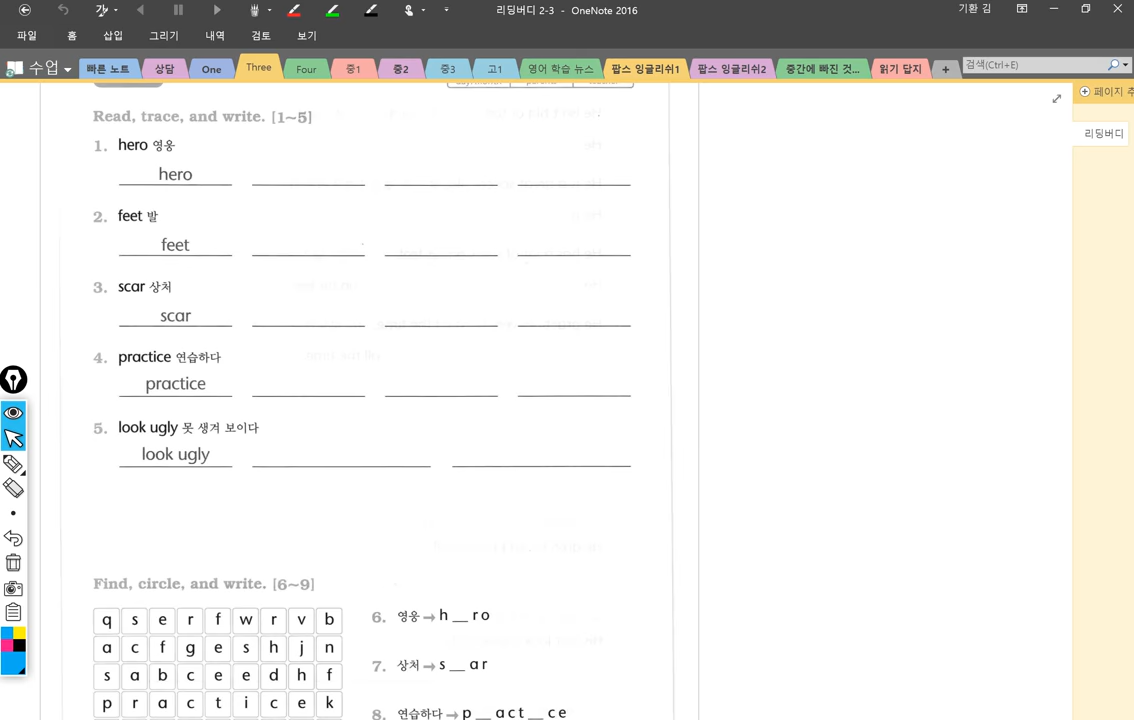 리딩버디 2-3 - OneNote 2016
기환 김
파일 홈 삽입 그리기 내역 검토 보기
수업 빠른 노트 상담 One Three Four 중1 중2 중3 고1 영어 학습 뉴스 팝스 잉글리쉬1 팝스 잉글리쉬2 중간에 빠진 것... 읽기 답지 + 검색(Ctrl+E)
페이지 추
리딩버디
Read, trace, and write. [1~5]
1. hero 영웅
hero
2. feet 발
feet
3. scar 상처
scar
4. practice 연습하다
practice
5. look ugly 못 생겨 보이다
look ugly
Find, circle, and write. [6~9]
q s e r f w r v b
a c f g e s h j n
s a b c e e d h f
p r a c t i c e k
6. 영웅 → h __ r o
7. 상처 → s __ a r
8. 연습하다 → p __ a c t __ c e